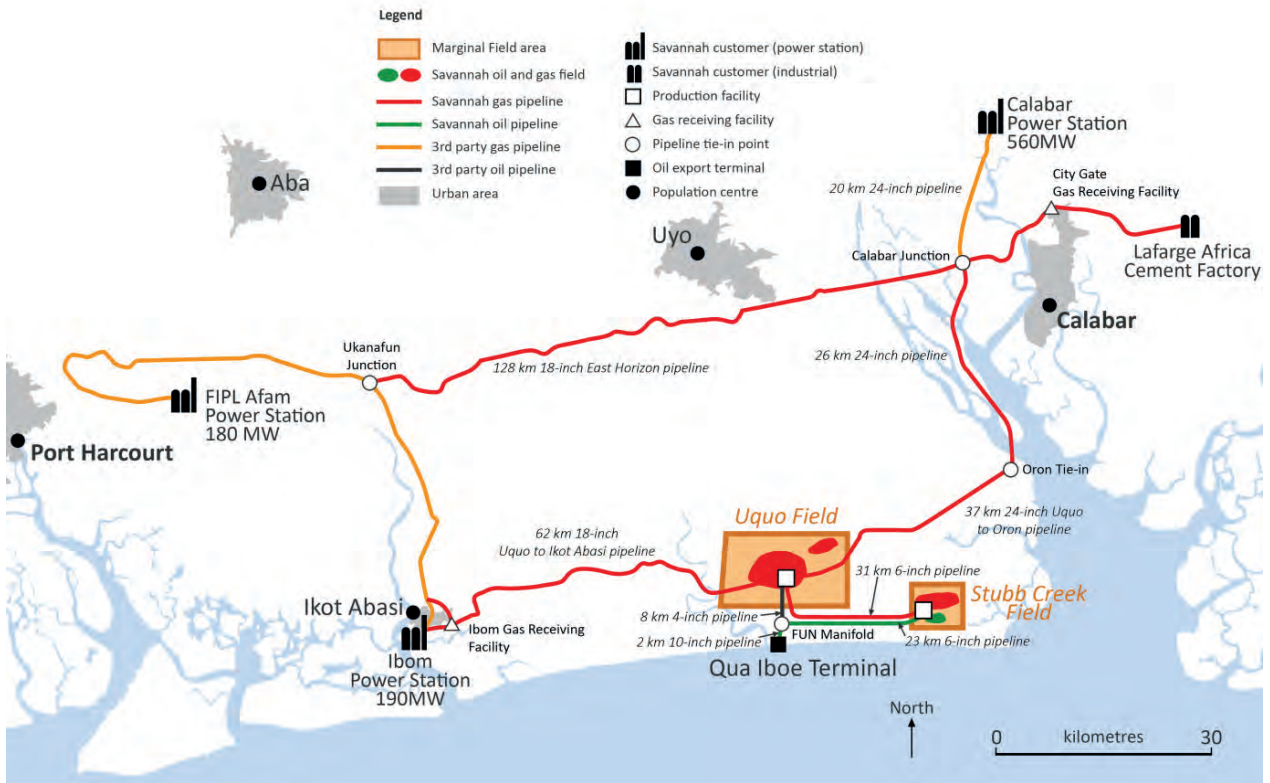 Legend
Marginal Field area
Savannah oil and gas field
Savannah gas pipeline
Savannah oil pipeline
3rd party gas pipeline
3rd party oil pipeline
Urban area
Savannah customer (power station)
Savannah customer (industrial)
Production facility
Gas receiving facility
Pipeline tie-in point
Oil export terminal
Population centre
Aba
Uyo
Calabar
Power Station
560MW
20 km 24-inch pipeline
City Gate
Gas Receiving Facility
Lafarge Africa
Cement Factory
Calabar Junction
Calabar
26 km 24-inch pipeline
Ukanafun
Junction
128 km 18-inch East Horizon pipeline
FIPL Afam
Power Station
180 MW
Port Harcourt
Oron Tie-in
37 km 24-inch Uquo
to Oron pipeline
Uquo Field
62 km 18-inch
Uquo to Ikot Abasi pipeline
31 km 6-inch pipeline
Stubb Creek
Field
Ikot Abasi
Ibom Gas Receiving
Facility
8 km 4-inch pipeline
FUN Manifold
23 km 6-inch pipeline
2 km 10-inch pipeline
Qua Iboe Terminal
Ibom
Power Station
190MW
North
0 kilometres 30